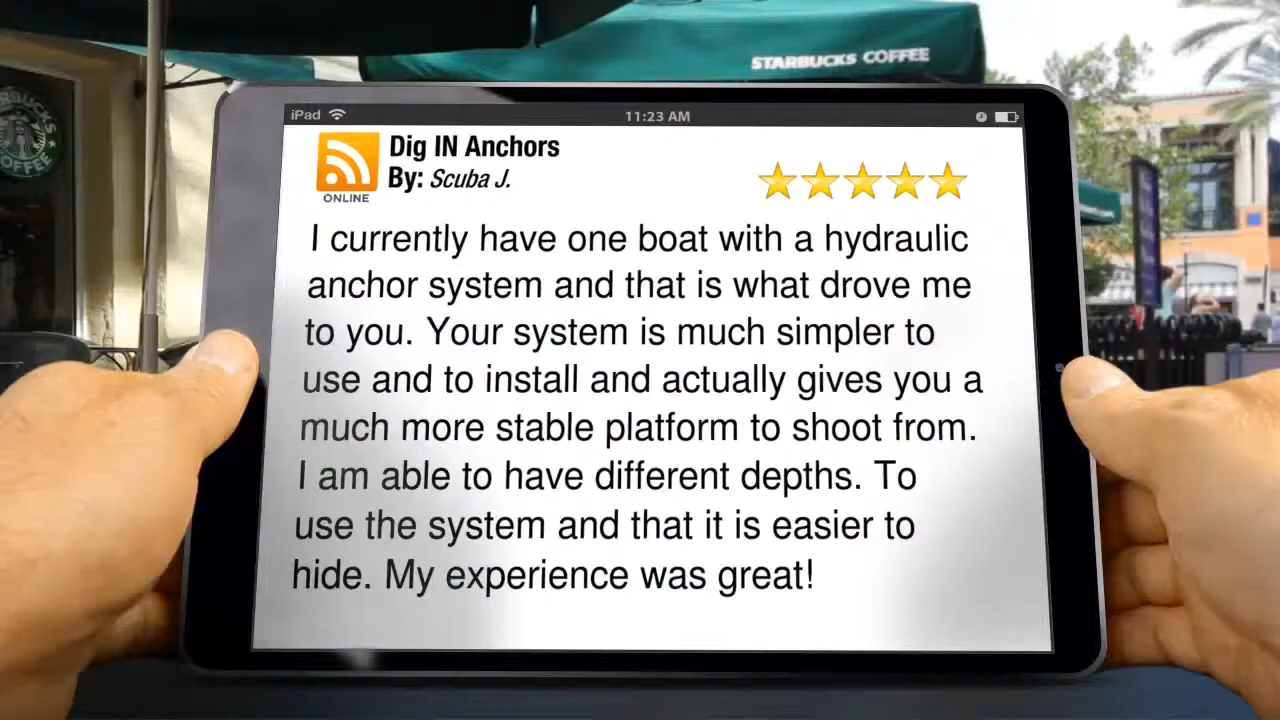 STARBUCKS COFFEE
STARBUCKS
COFFEE
iPad 11:23 AM
Dig IN Anchors
By: Scuba J.
ONLINE
I currently have one boat with a hydraulic
anchor system and that is what drove me
to you. Your system is much simpler to
use and to install and actually gives you a
much more stable platform to shoot from.
I am able to have different depths. To
use the system and that it is easier to
hide. My experience was great!